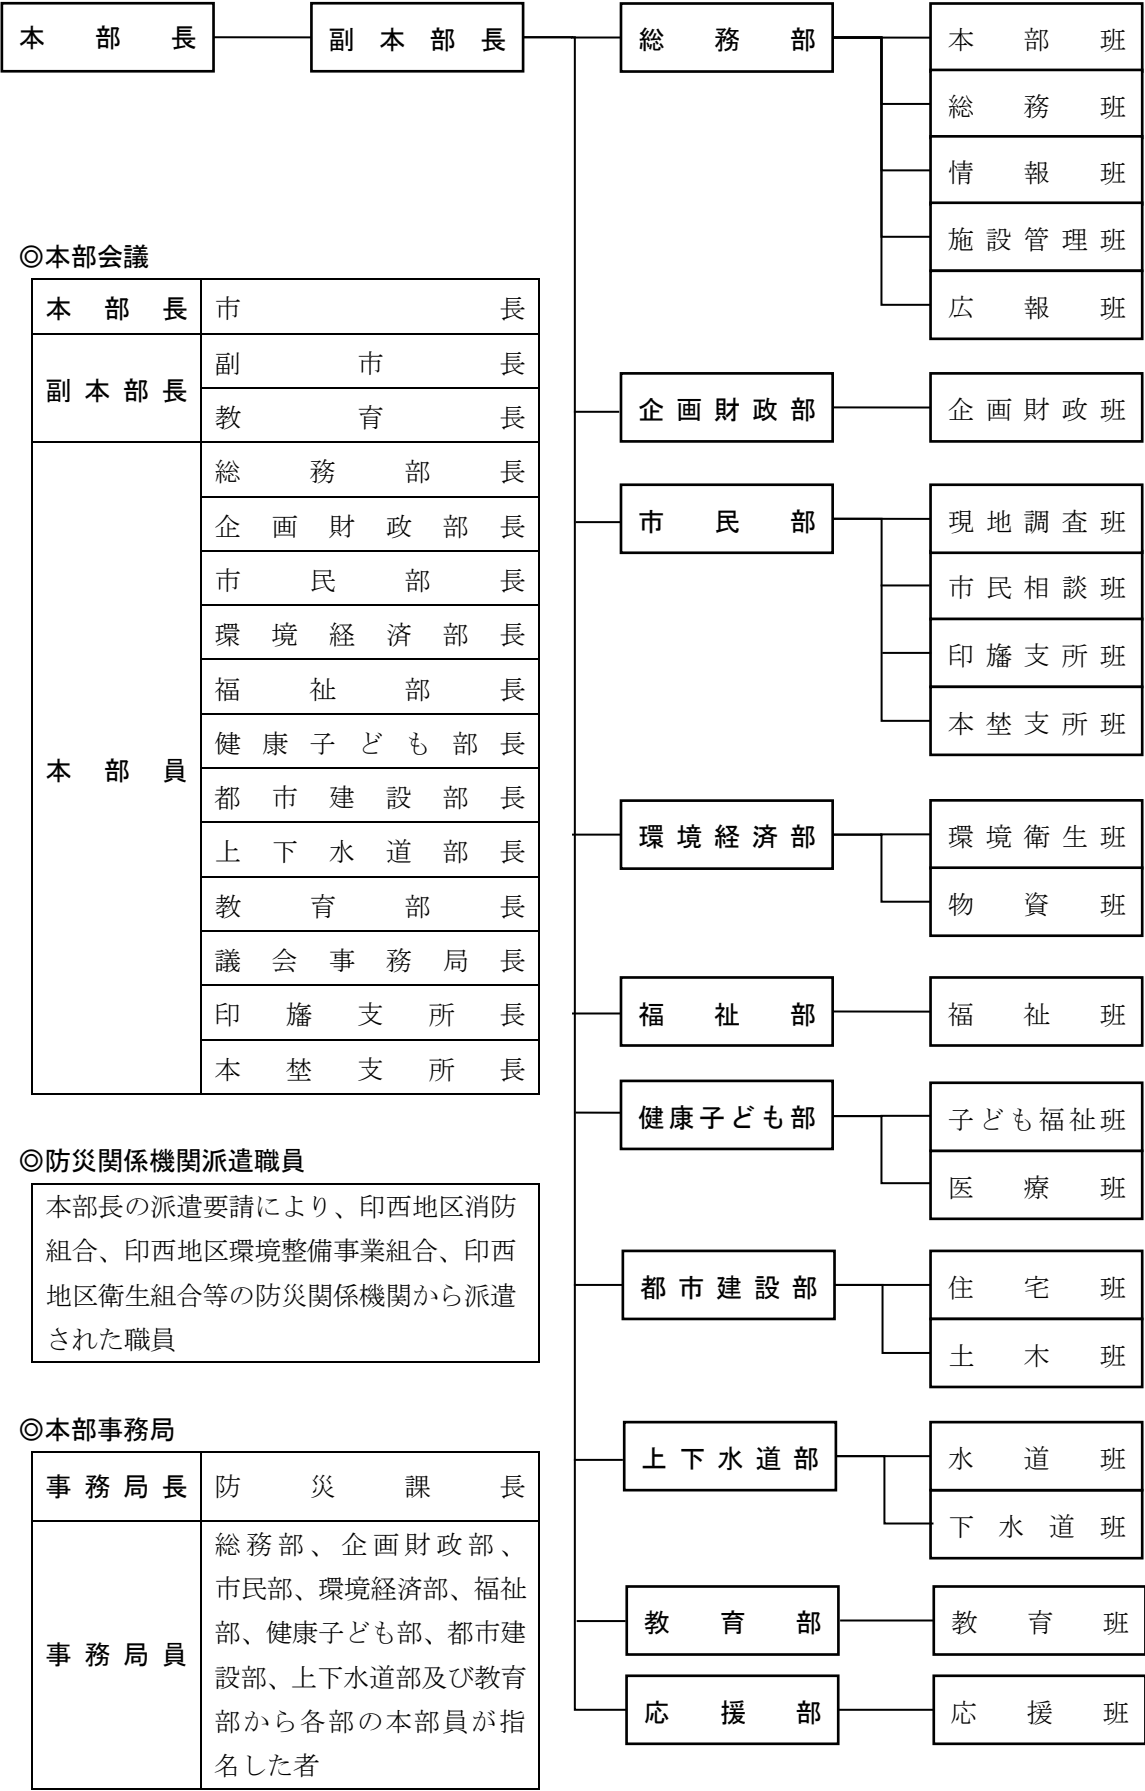 本部長
副本部長
総務部
本部班
総務班
情報班
施設管理班
広報班
企画財政部
企画財政班
市民部
現地調査班
市民相談班
印旛支所班
本埜支所班
環境経済部
環境衛生班
物資班
福祉部
福祉班
健康子ども部
子ども福祉班
医療班
都市建設部
住宅班
土木班
上下水道部
水道班
下水道班
教育部
教育班
応援部
応援班
◎本部会議
本部長
市長
副本部長
副市長
教育長
本部員
総務部長
企画財政部長
市民部長
環境経済部長
福祉部長
健康子ども部長
都市建設部長
上下水道部長
教育部長
議会事務局長
印旛支所長
本埜支所長
◎防災関係機関派遣職員
本部長の派遣要請により、印西地区消防
組合、印西地区環境整備事業組合、印西
地区衛生組合等の防災関係機関から派遣
された職員
◎本部事務局
事務局長
防災課長
事務局員
総務部、企画財政部、
市民部、環境経済部、福祉
部、健康子ども部、都市建
設部、上下水道部及び教育
部から各部の本部員が指
名した者